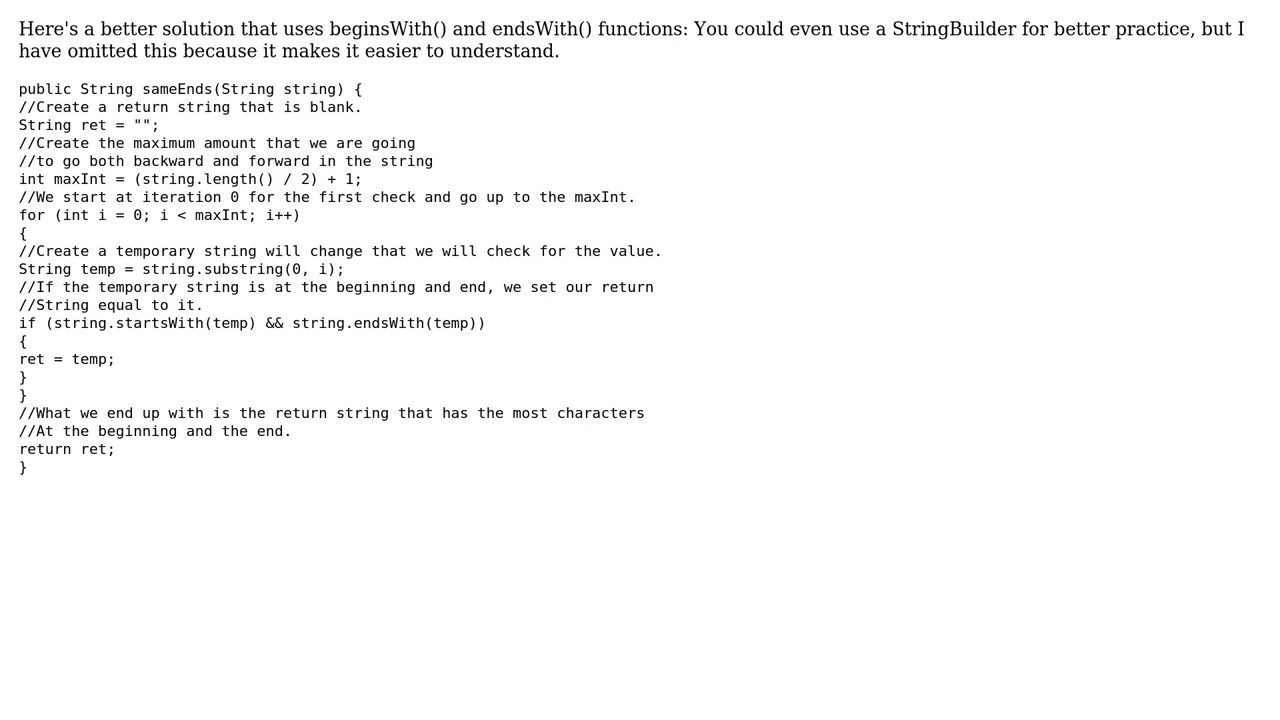 Here's a better solution that uses beginsWith() and endsWith() functions: You could even use a StringBuilder for better practice, but I
have omitted this because it makes it easier to understand.
public String sameEnds(String string) {
//Create a return string that is blank.
String ret = "";
//Create the maximum amount that we are going
//to go both backward and forward in the string
int maxInt = (string.length() / 2) + 1;
//We start at iteration 0 for the first check and go up to the maxInt.
for (int i = 0; i < maxInt; i++)
{
//Create a temporary string will change that we will check for the value.
String temp = string.substring(0, i);
//If the temporary string is at the beginning and end, we set our return
//String equal to it.
if (string.startsWith(temp) && string.endsWith(temp))
{
ret = temp;
}
}
//What we end up with is the return string that has the most characters
//At the beginning and the end.
return ret;
}